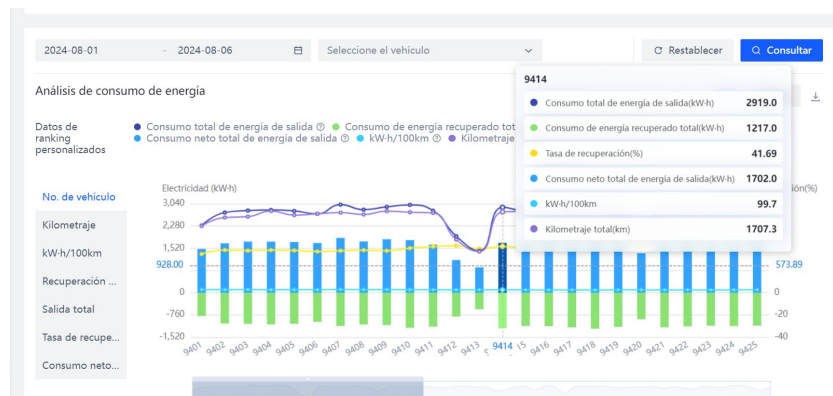 2024-08-01 - 2024-08-06 Seleccione el vehículo Restablecer Consultar
Análisis de consumo de energía
Datos de ranking personalizados
Consumo total de energía de salida Consumo de energía recuperado tot
Consumo neto total de energía de salida kW·h/100km Kilometraje
9414
Consumo total de energía de salida(kW·h) 2919.0
Consumo de energía recuperado total(kW·h) 1217.0
Tasa de recuperación(%) 41.69
Consumo neto total de energía de salida(kW·h) 1702.0
kW·h/100km 99.7
Kilometraje total(km) 1707.3
No. de vehículo
Kilometraje
kW·h/100km
Recuperación ...
Salida total
Tasa de recupe...
Consumo neto...
Electricidad (kW·h)
ión(%)
3,040
2,280
1,520
928.00 573.89
0 0
-760 -20
-1,520 -40
9401 9402 9403 9404 9405 9406 9407 9408 9409 9410 9411 9412 9413 9414 15 9416 9417 9418 9419 9420 9421 9422 9423 9424 9425